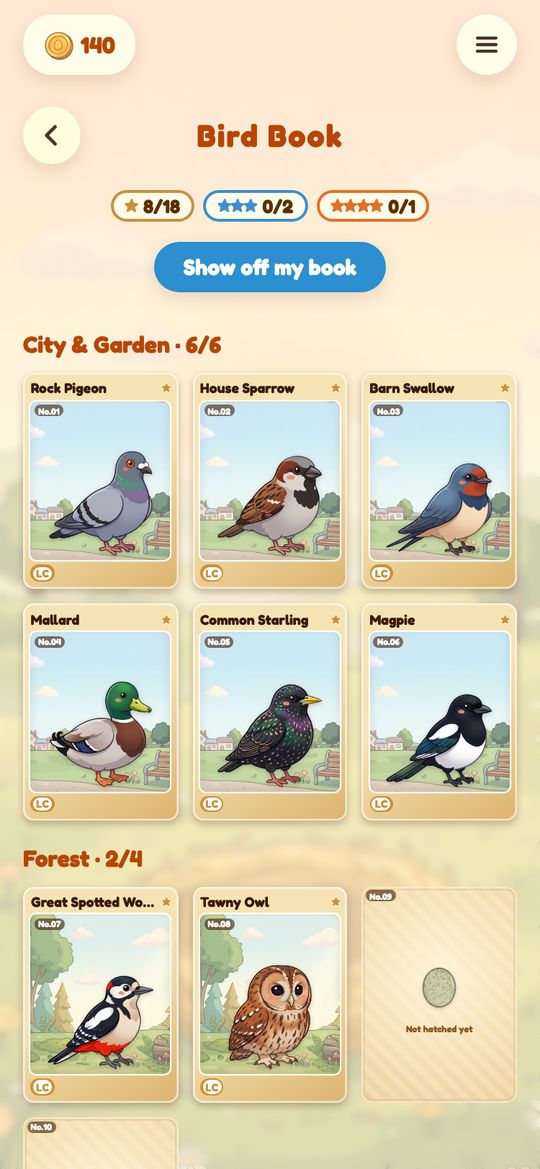 140
Bird Book
8/18 0/2 0/1
Show off my book
City & Garden · 6/6
Rock Pigeon
No.01
LC
House Sparrow
No.02
LC
Barn Swallow
No.03
LC
Mallard
No.04
LC
Common Starling
No.05
LC
Magpie
No.06
LC
Forest · 2/4
Great Spotted Wo...
No.07
LC
Tawny Owl
No.08
LC
No.09
Not hatched yet
No.10